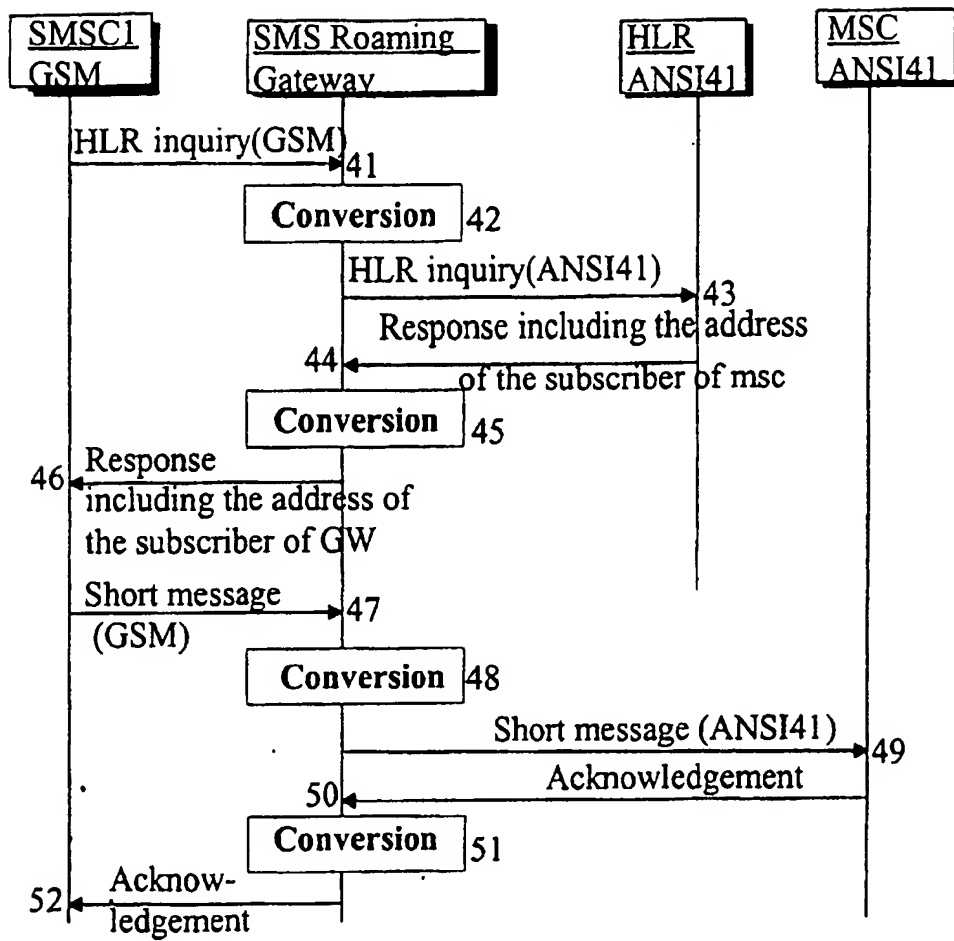 SMSC1
GSM
SMS Roaming
Gateway
HLR
ANSI41
MSC
ANSI41
HLR inquiry(GSM)
41
Conversion
42
HLR inquiry(ANSI41)
43
Response including the address
44
of the subscriber of msc
Conversion
45
46
Response
including the address of
the subscriber of GW
Short message
47
(GSM)
Conversion
48
Short message (ANSI41)
49
Acknowledgement
50
Conversion
51
Acknow-
52
ledgement